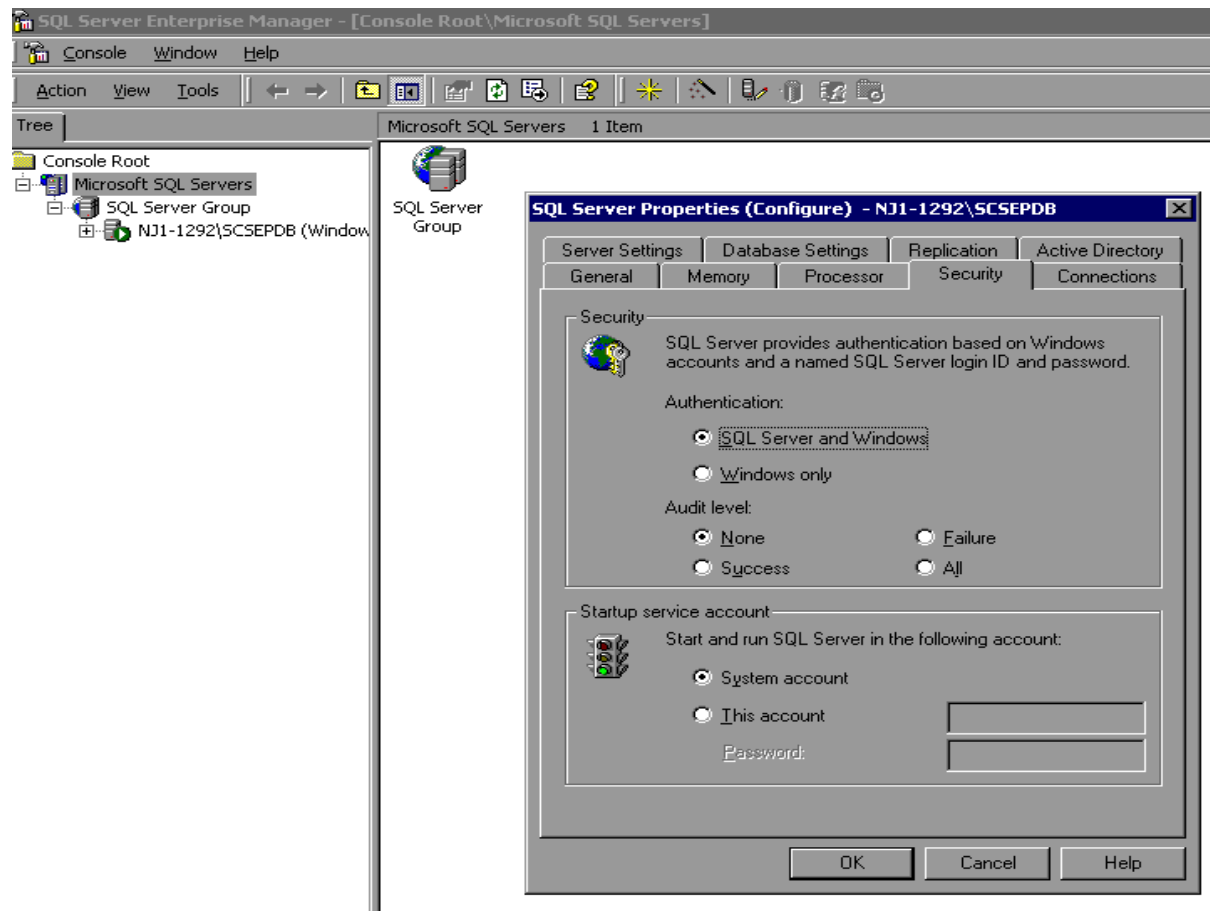 SQL Server Enterprise Manager - [Console Root\Microsoft SQL Servers]
Console Window Help
Action View Tools
Tree
Microsoft SQL Servers 1 Item
Console Root
Microsoft SQL Servers
SQL Server Group
NJ1-1292\SCSEPDB (Window
SQL Server
Group
SQL Server Properties (Configure) - NJ1-1292\SCSEPDB
Server Settings Database Settings Replication Active Directory
General Memory Processor Security Connections
Security
SQL Server provides authentication based on Windows
accounts and a named SQL Server login ID and password.
Authentication:
SQL Server and Windows
Windows only
Audit level:
None Failure
Success All
Startup service account
Start and run SQL Server in the following account:
System account
This account
Password:
OK Cancel Help